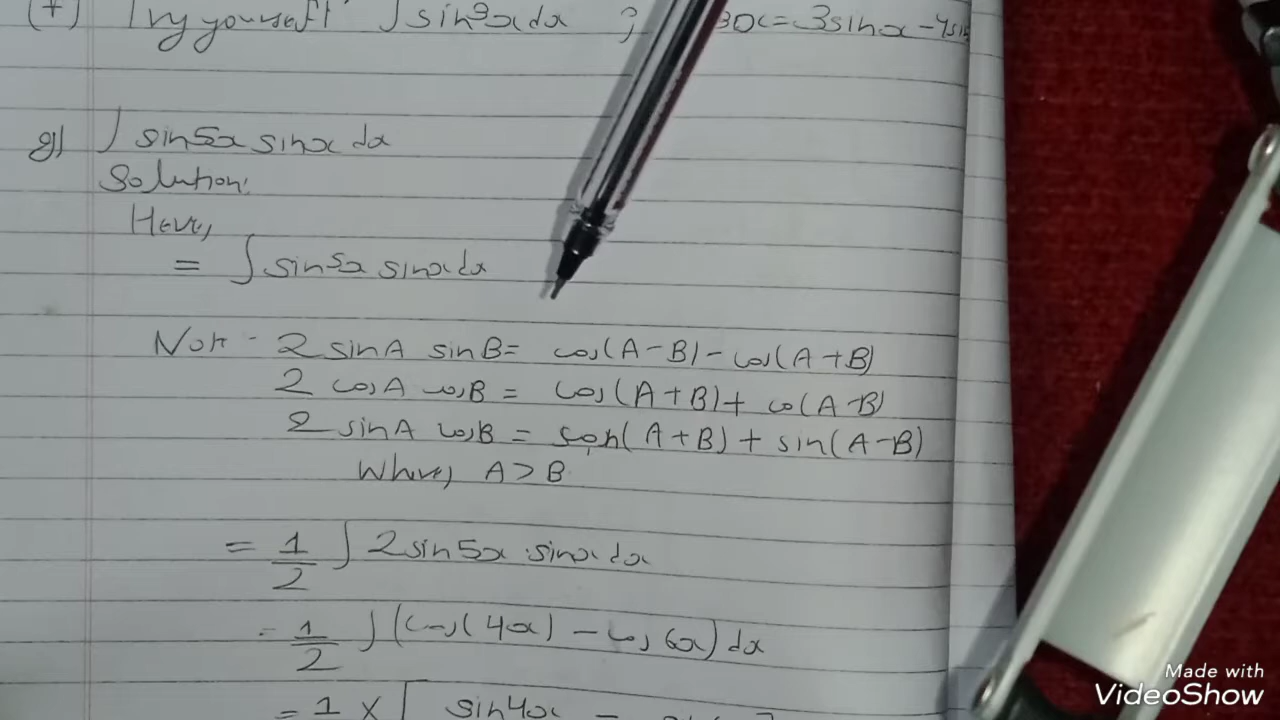 (f) Try yourself ∫ sin³x dx ; 3x = 3sinx - 4sin
g) ∫ sin5x sinx dx
Solution:
Here,
= ∫ sin5x sinx dx
Note - 2 sinA sinB = cos(A-B) - cos(A+B)
2 cosA cosB = cos(A+B) + co(A-B)
2 sinA cosB = sin(A+B) + sin(A-B)
Where, A > B
= 1/2 ∫ 2sin5x . sinx dx
= 1/2 ∫ (cos(4x) - cos6x) dx
= 1 × [ sin4x -
Made with
VideoShow